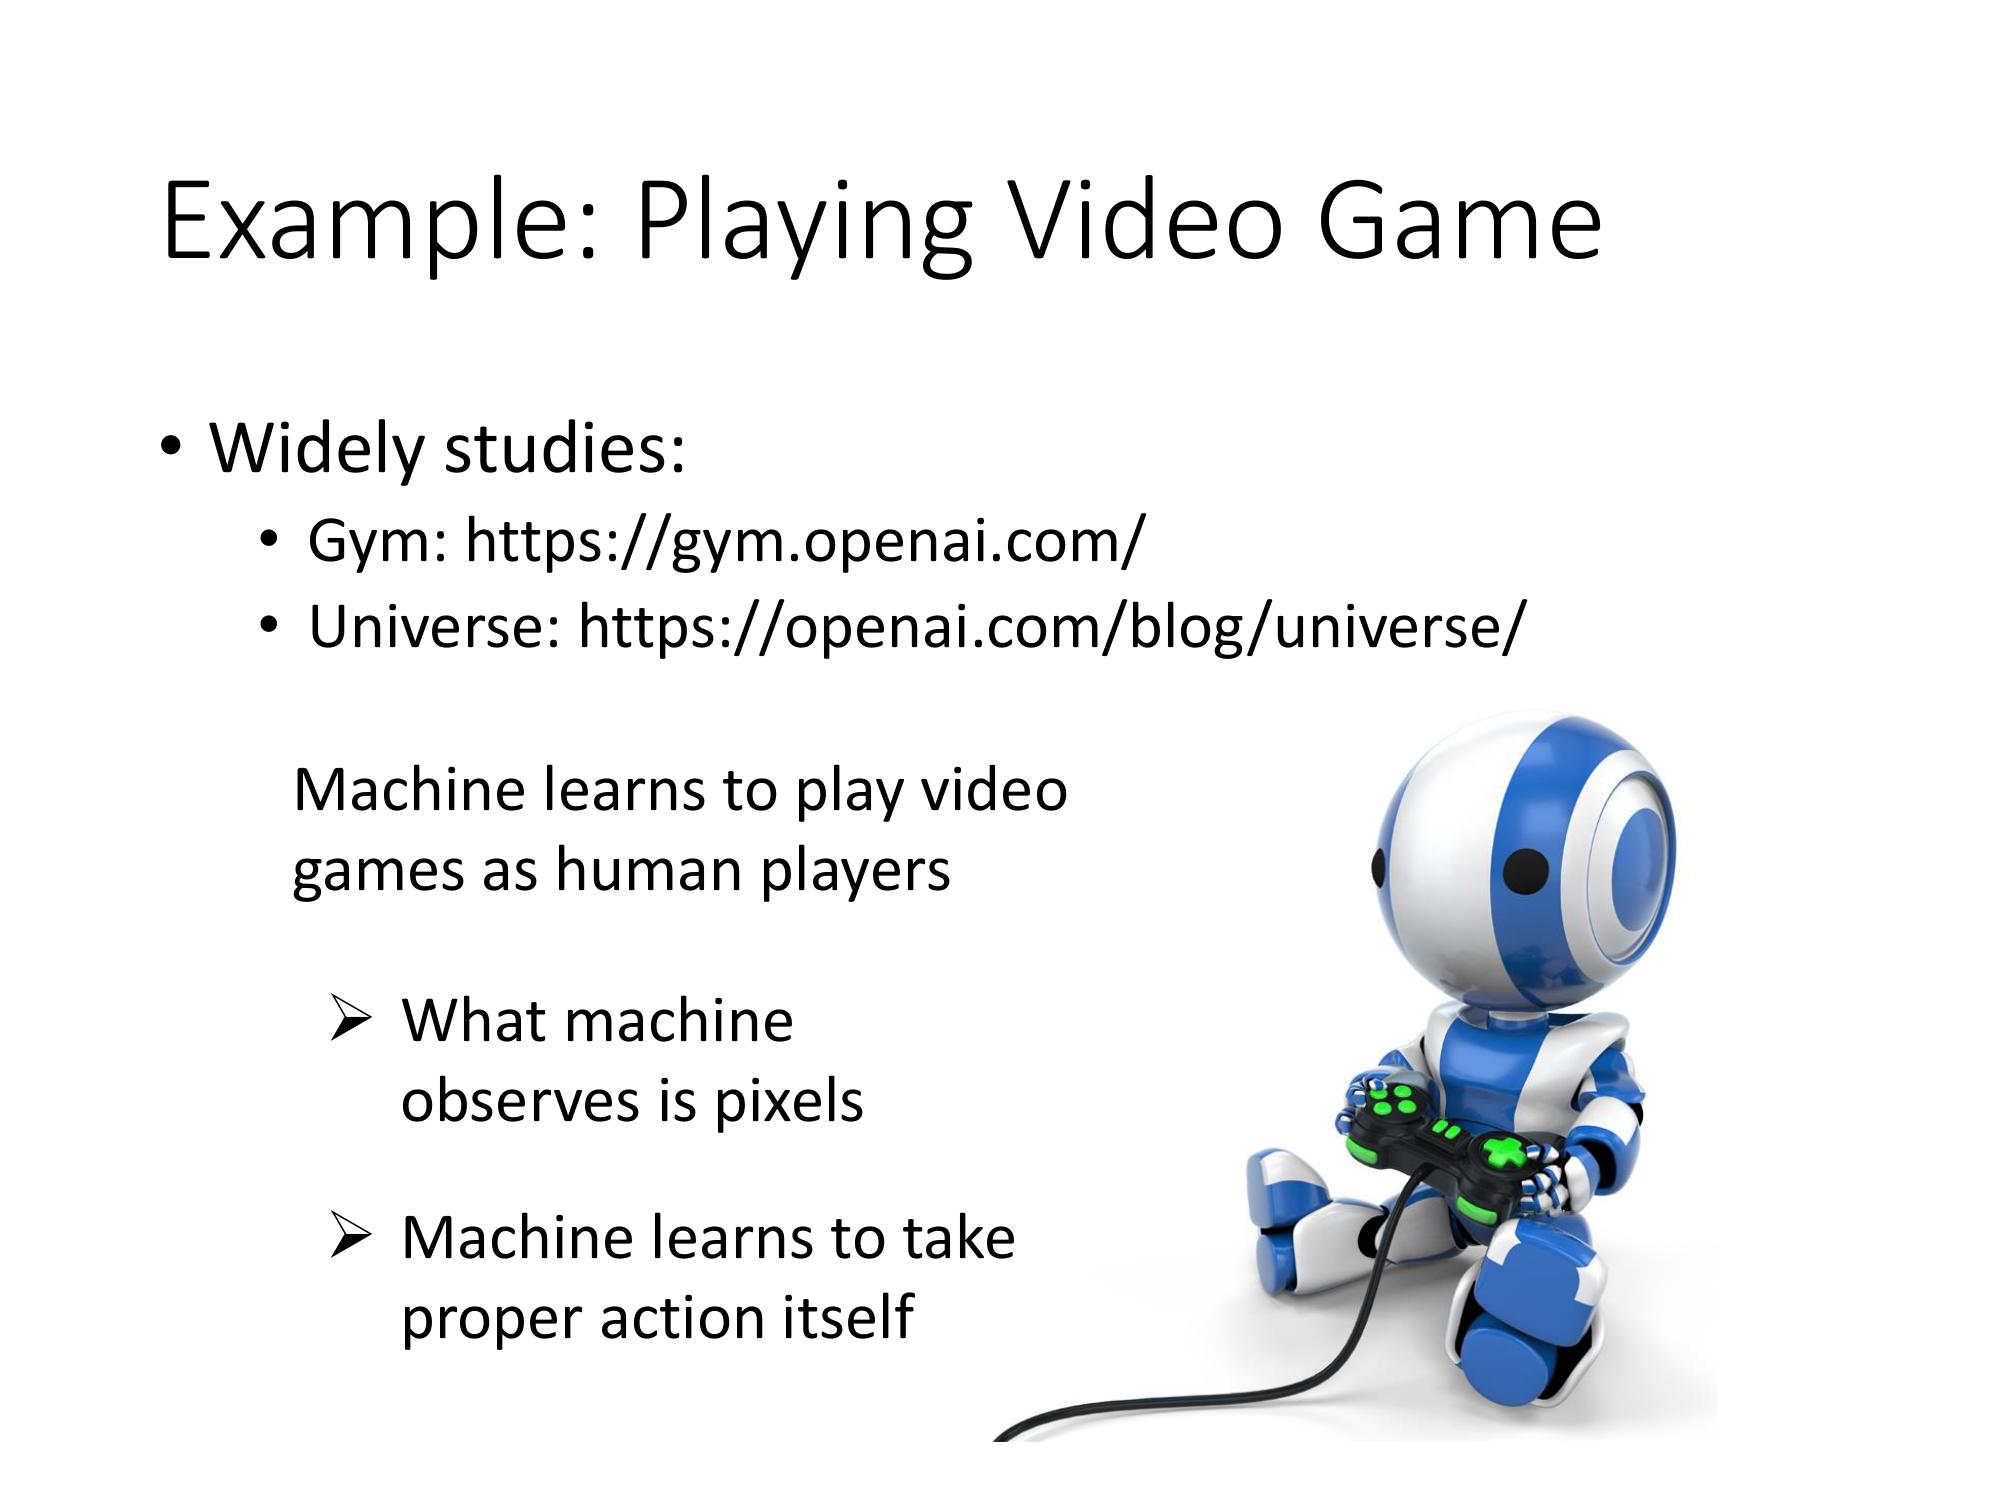 Example: Playing Video Game
• Widely studies:
• Gym: https://gym.openai.com/
• Universe: https://openai.com/blog/universe/
Machine learns to play video
games as human players
➢ What machine
observes is pixels
➢ Machine learns to take
proper action itself